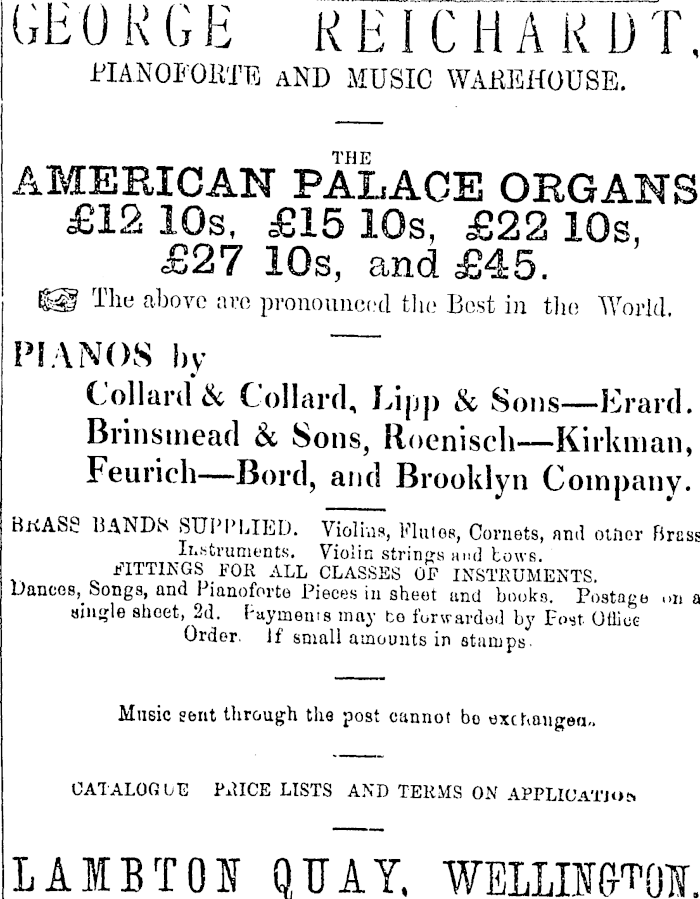 GEORGE REICHARDT,
PIANOFORTE AND MUSIC WAREHOUSE.
THE
AMERICAN PALACE ORGANS
£12 10s, £15 10s, £22 10s,
£27 10s, and £45.
The above are pronounced the Best in the World.
PIANOS by
Collard & Collard, Lipp & Sons—Erard.
Brinsmead & Sons, Roenisch—Kirkman,
Feurich—Bord, and Brooklyn Company.
BRASS BANDS SUPPLIED. Violins, Flutes, Cornets, and other Brass
Instruments. Violin strings and bows.
FITTINGS FOR ALL CLASSES OF INSTRUMENTS.
Dances, Songs, and Pianoforte Pieces in sheet and books. Postage on a
single sheet, 2d. Payments may be forwarded by Post Office
Order. If small amounts in stamps.
Music sent through the post cannot be exchanged.
CATALOGUE PRICE LISTS AND TERMS ON APPLICATION
LAMBTON QUAY, WELLINGTON.